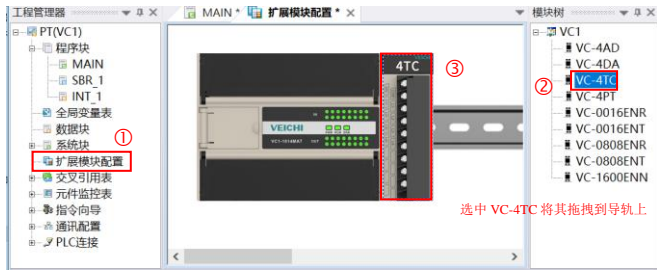 工程管理器
PT(VC1)
程序块
MAIN
SBR_1
INT_1
全局变量表
数据块
系统块
①
扩展模块配置
交叉引用表
元件监控表
指令向导
通讯配置
PLC连接
MAIN *
扩展模块配置 *
4TC
③
VEICHI
选中 VC-4TC 将其拖拽到导轨上
模块树
VC1
VC-4AD
VC-4DA
②
VC-4TC
VC-4PT
VC-0016ENR
VC-0016ENT
VC-0808ENR
VC-0808ENT
VC-1600ENN